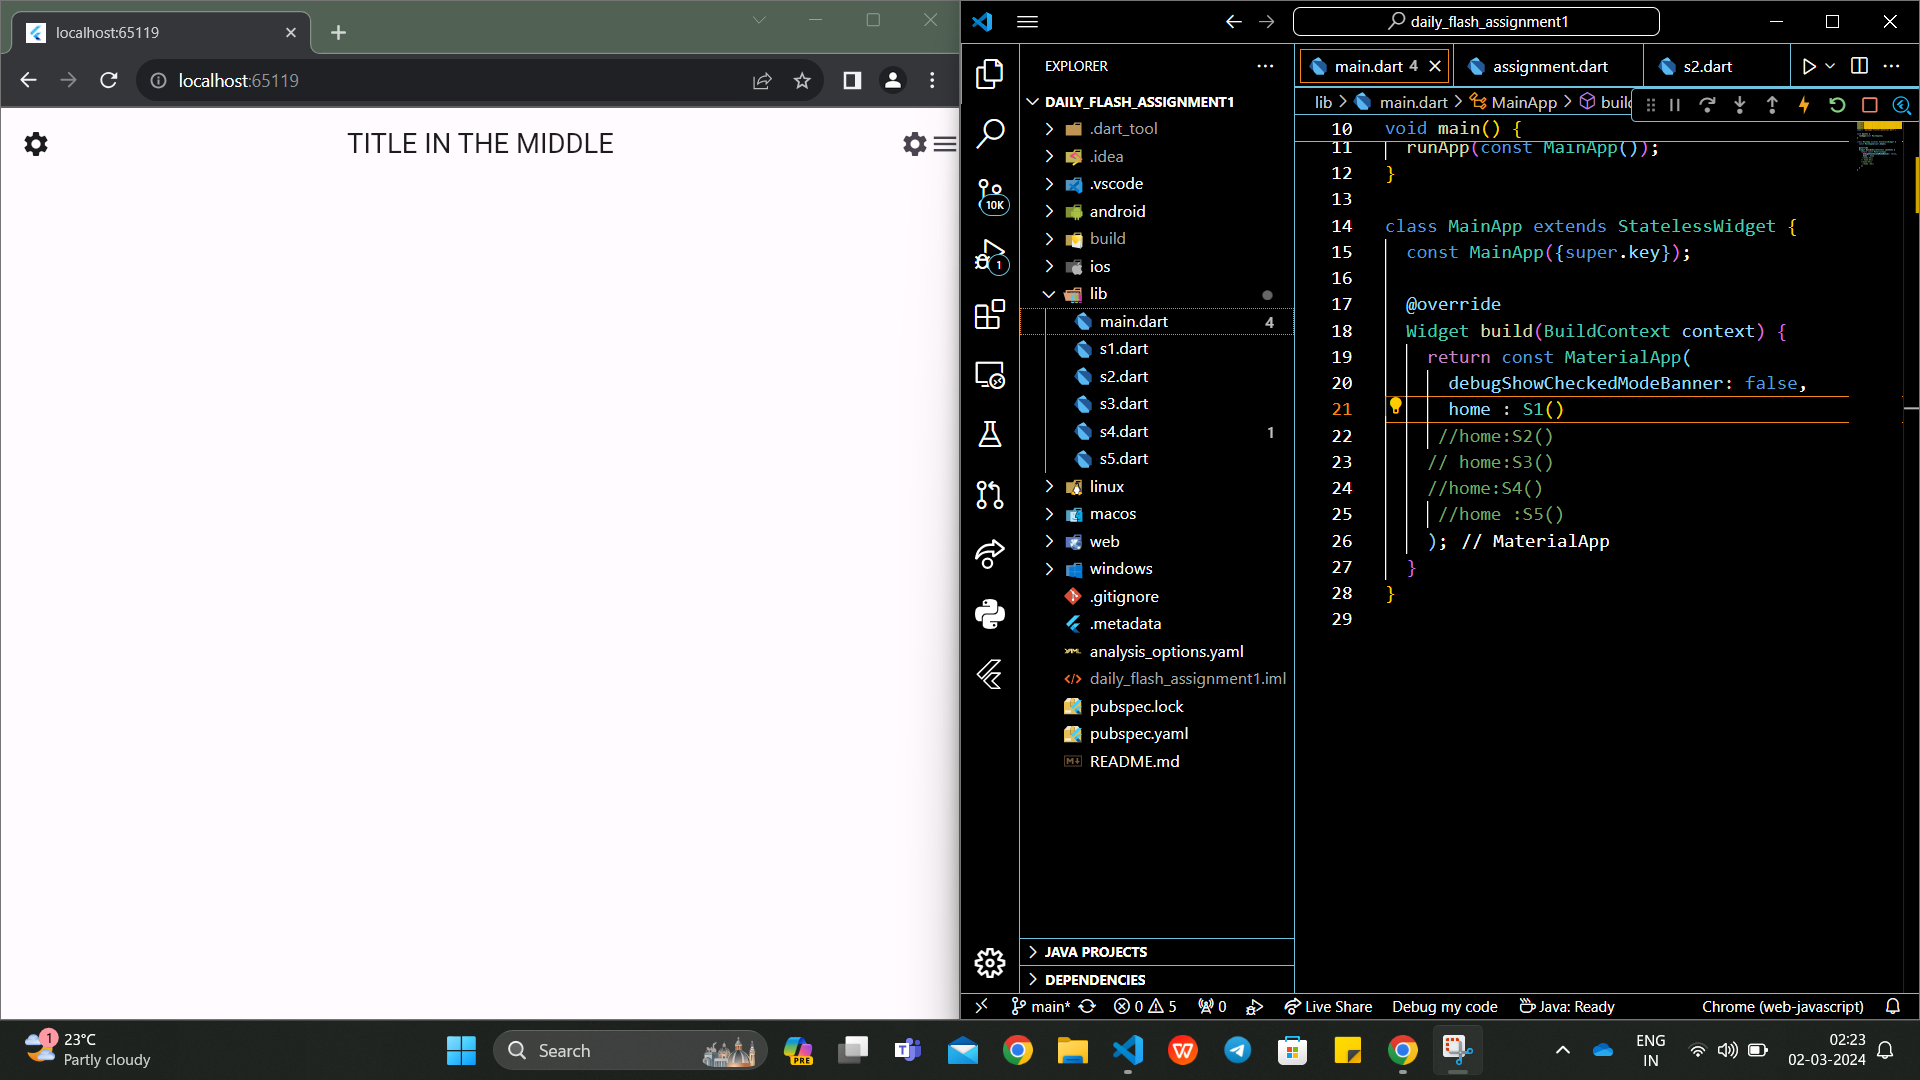 localhost:65119
localhost:65119
TITLE IN THE MIDDLE
daily_flash_assignment1
EXPLORER
DAILY_FLASH_ASSIGNMENT1
.dart_tool
.idea
.vscode
android
build
ios
lib
main.dart 4
s1.dart
s2.dart
s3.dart
s4.dart 1
s5.dart
linux
macos
web
windows
.gitignore
.metadata
analysis_options.yaml
daily_flash_assignment1.iml
pubspec.lock
pubspec.yaml
README.md
JAVA PROJECTS
DEPENDENCIES
10K
1
main.dart 4
assignment.dart
s2.dart
lib > main.dart > MainApp > build
10 void main() {
11 runApp(const MainApp());
12 }
13
14 class MainApp extends StatelessWidget {
15 const MainApp({super.key});
16
17 @override
18 Widget build(BuildContext context) {
19 return const MaterialApp(
20 debugShowCheckedModeBanner: false,
21 home : S1()
22 //home:S2()
23 // home:S3()
24 //home:S4()
25 //home :S5()
26 ); // MaterialApp
27 }
28 }
29
main* 0 5 0 Live Share Debug my code Java: Ready Chrome (web-javascript)
1
23°C
Partly cloudy
Search
PRE
ENG
IN
02:23
02-03-2024